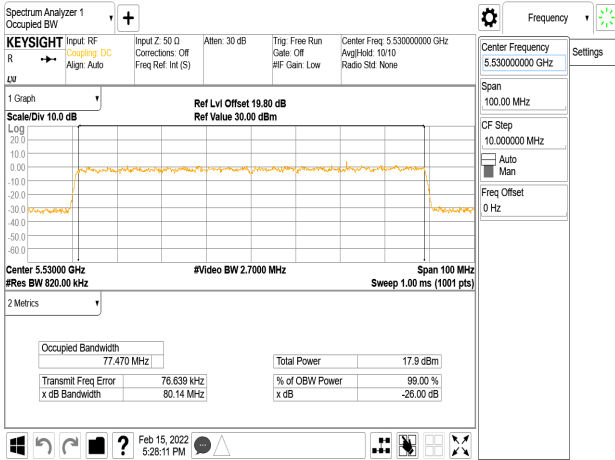 Spectrum Analyzer 1
Occupied BW
Frequency
KEYSIGHT
R
LXI
Input: RF
Coupling: DC
Align: Auto
Input Z: 50 Ω
Corrections: Off
Freq Ref: Int (S)
Atten: 30 dB
Trig: Free Run
Gate: Off
#IF Gain: Low
Center Freq: 5.530000000 GHz
Avg|Hold: 10/10
Radio Std: None
Center Frequency
5.530000000 GHz
Settings
Span
100.00 MHz
CF Step
10.000000 MHz
Auto
Man
Freq Offset
0 Hz
1 Graph
Scale/Div 10.0 dB
Ref Lvl Offset 19.80 dB
Ref Value 30.00 dBm
Log
20.0
10.0
0.00
-10.0
-20.0
-30.0
-40.0
-50.0
-60.0
Center 5.53000 GHz
#Video BW 2.7000 MHz
Span 100 MHz
#Res BW 820.00 kHz
Sweep 1.00 ms (1001 pts)
2 Metrics
Occupied Bandwidth
77.470 MHz
Total Power 17.9 dBm
Transmit Freq Error 76.639 kHz
% of OBW Power 99.00 %
x dB Bandwidth 80.14 MHz
x dB -26.00 dB
?
Feb 15, 2022
5:28:11 PM